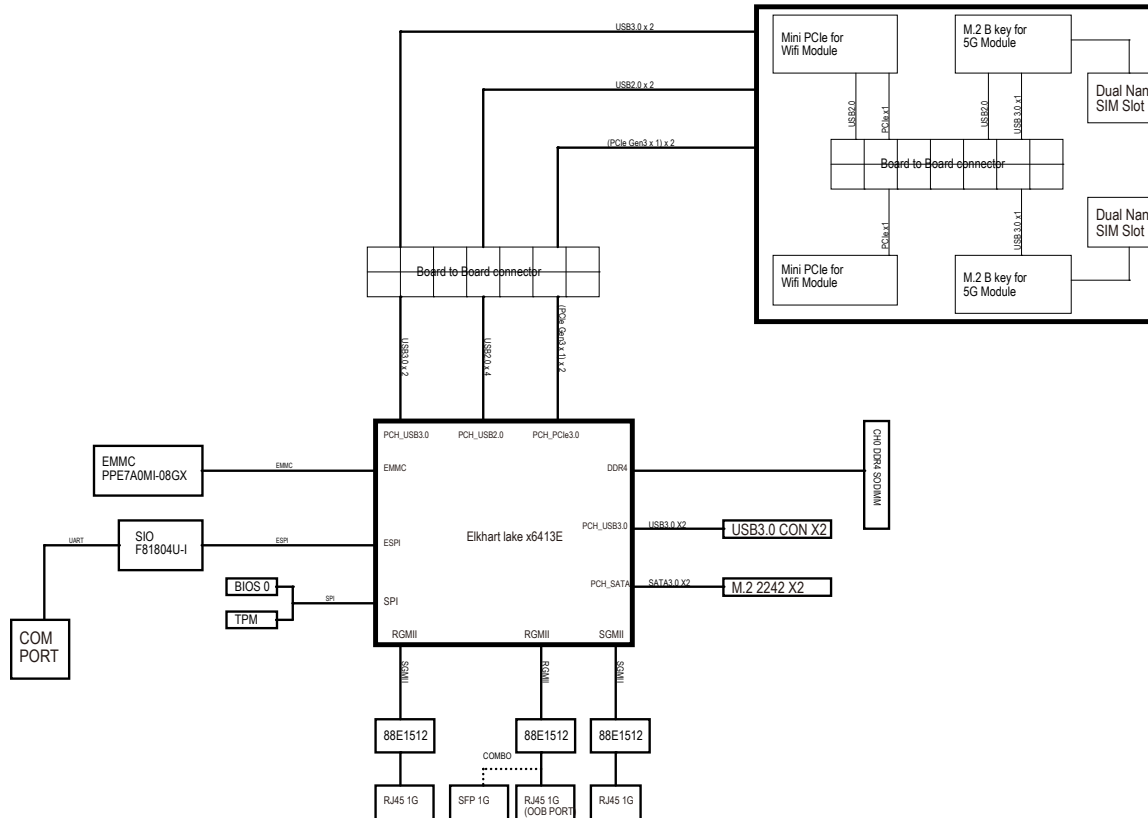 USB3.0 x 2
USB2.0 x 2
(PCIe Gen3 x 1) x 2
Mini PCIe for
Wifi Module
M.2 B key for
5G Module
Dual Nan
SIM Slot
USB2.0
PCIe x1
USB2.0
USB 3.0 x1
Board to Board connector
PCIe x1
USB 3.0 x1
Dual Nan
SIM Slot
Mini PCIe for
Wifi Module
M.2 B key for
5G Module
Board to Board connector
USB3.0 x 2
USB2.0 x 4
(PCIe Gen3 x 1) x 2
PCH_USB3.0
PCH_USB2.0
PCH_PCIe3.0
EMMC
PPE7A0MI-08GX
EMMC
EMMC
DDR4
CH0 DDR4 SODIMM
SIO
F81804U-I
UART
ESPI
ESPI
Elkhart lake x6413E
PCH_USB3.0
USB3.0 X2
USB3.0 CON X2
PCH_SATA
SATA3.0 X2
M.2 2242 X2
BIOS 0
TPM
SPI
SPI
COM
PORT
RGMII
RGMII
SGMII
SGMII
RGMII
SGMII
88E1512
88E1512
88E1512
COMBO
RJ45 1G
SFP 1G
RJ45 1G
(OOB PORT)
RJ45 1G